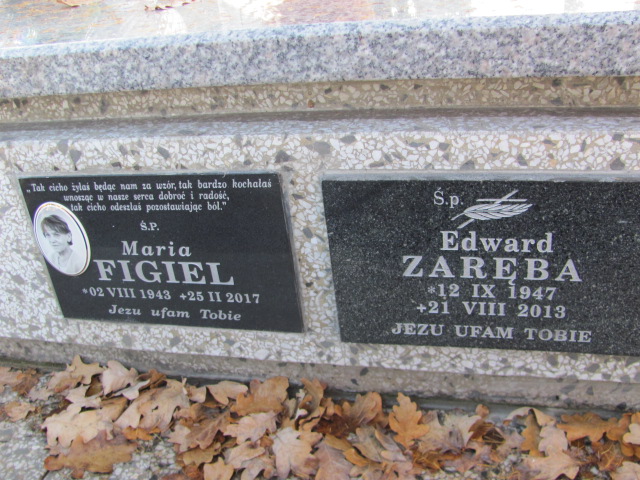 „Tak cicho żyłaś będąc nam za wzór, tak bardzo kochałaś
wnosząc w nasze serca dobroć i radość,
tak cicho odeszłaś pozostawiając ból."
Ś.P.
Maria
FIGIEL
*02 VIII 1943 +25 II 2017
Jezu ufam Tobie
Ś.p.
Edward
ZARĘBA
*12 IX 1947
+21 VIII 2013
JEZU UFAM TOBIE